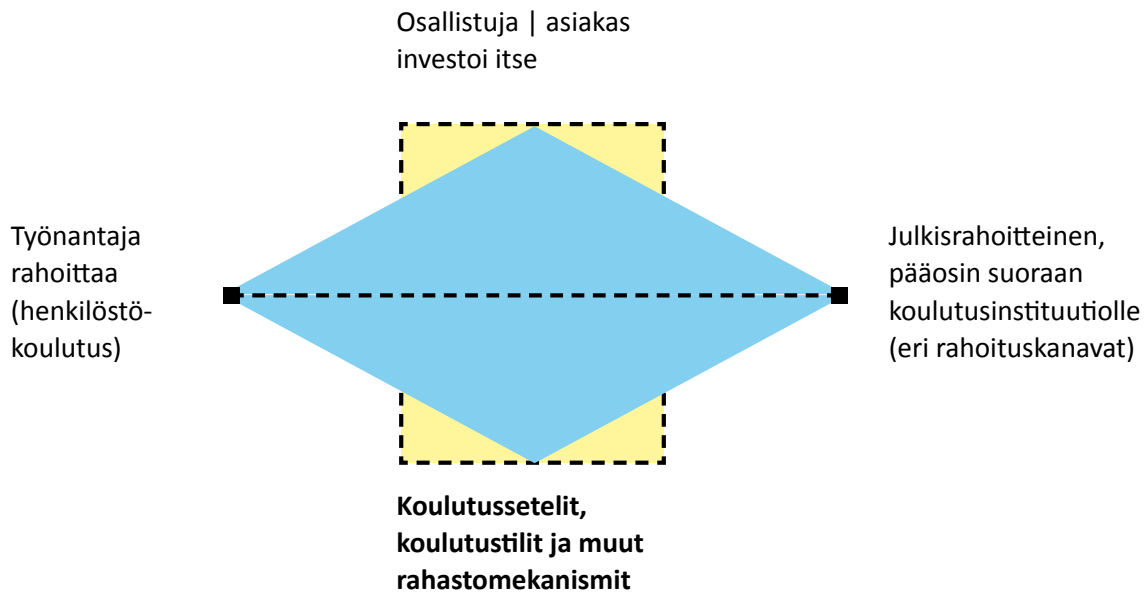 Osallistuja | asiakas
investoi itse
Työnantaja
rahoittaa
(henkilöstö-
koulutus)
Julkisrahoitteinen,
pääosin suoraan
koulutusinstituutiolle
(eri rahoituskanavat)
Koulutussetelit,
koulutustilit ja muut
rahastomekanismit